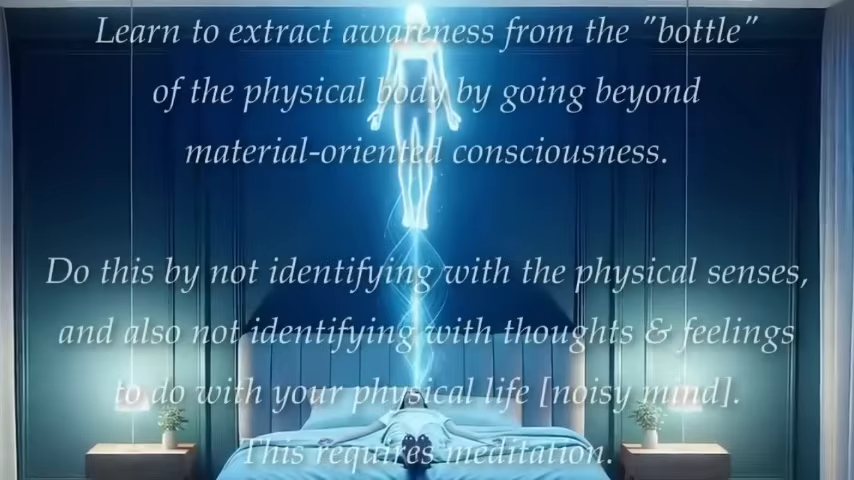 Learn to extract awareness from the "bottle"
of the physical body by going beyond
material-oriented consciousness.
Do this by not identifying with the physical senses,
and also not identifying with thoughts & feelings
to do with your physical life [noisy mind].
This requires meditation.